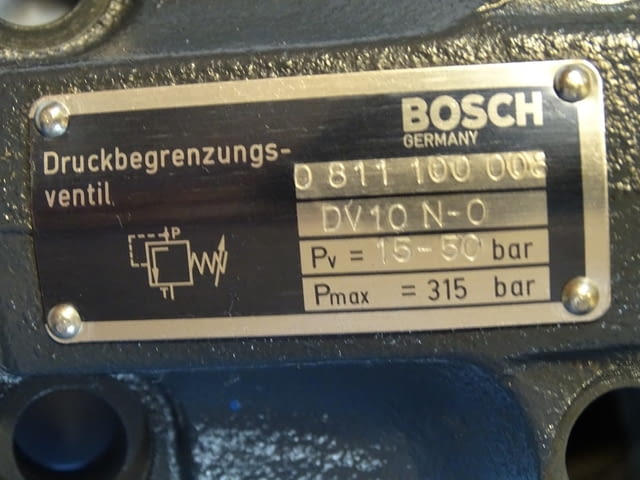 BOSCH
GERMANY
Druckbegrenzungs-
ventil
0 811 100 008
DV10 N-0
Pv = 15-50 bar
Pmax = 315 bar
P
T